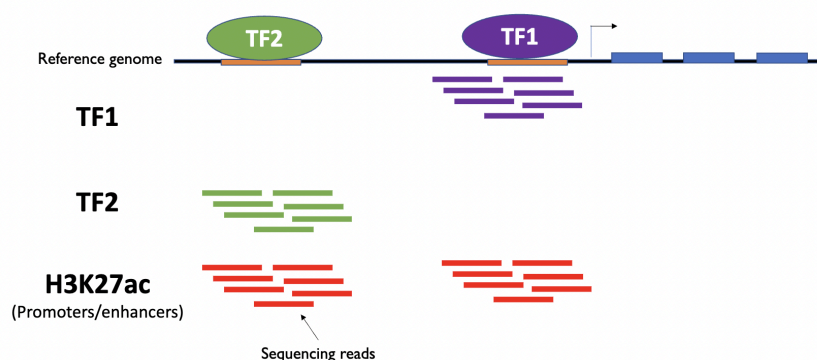 TF2
TF1
Reference genome
TF1
TF2
H3K27ac
(Promoters/enhancers)
Sequencing reads